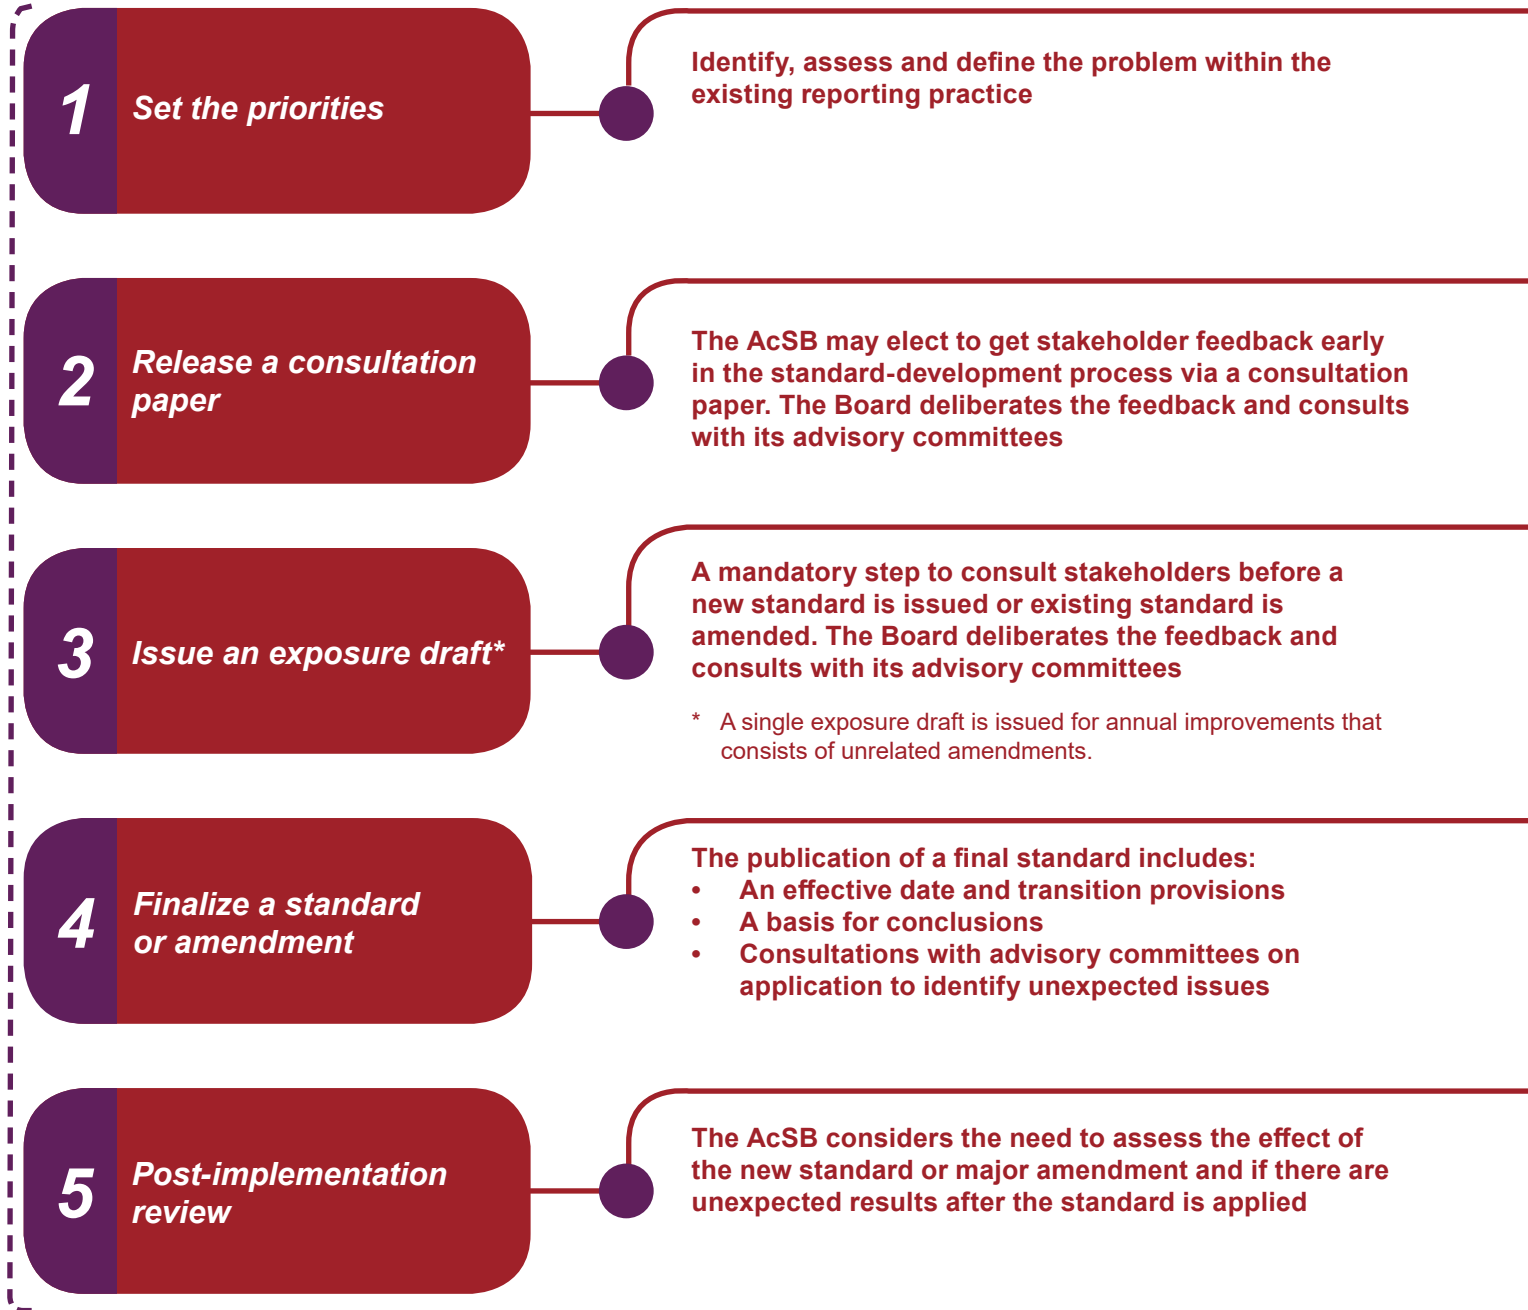 1
Set the priorities
Identify, assess and define the problem within the
existing reporting practice
2
Release a consultation
paper
The AcSB may elect to get stakeholder feedback early
in the standard-development process via a consultation
paper. The Board deliberates the feedback and consults
with its advisory committees
3
Issue an exposure draft*
A mandatory step to consult stakeholders before a
new standard is issued or existing standard is
amended. The Board deliberates the feedback and
consults with its advisory committees
* A single exposure draft is issued for annual improvements that
consists of unrelated amendments.
4
Finalize a standard
or amendment
The publication of a final standard includes:
• An effective date and transition provisions
• A basis for conclusions
• Consultations with advisory committees on
application to identify unexpected issues
5
Post-implementation
review
The AcSB considers the need to assess the effect of
the new standard or major amendment and if there are
unexpected results after the standard is applied